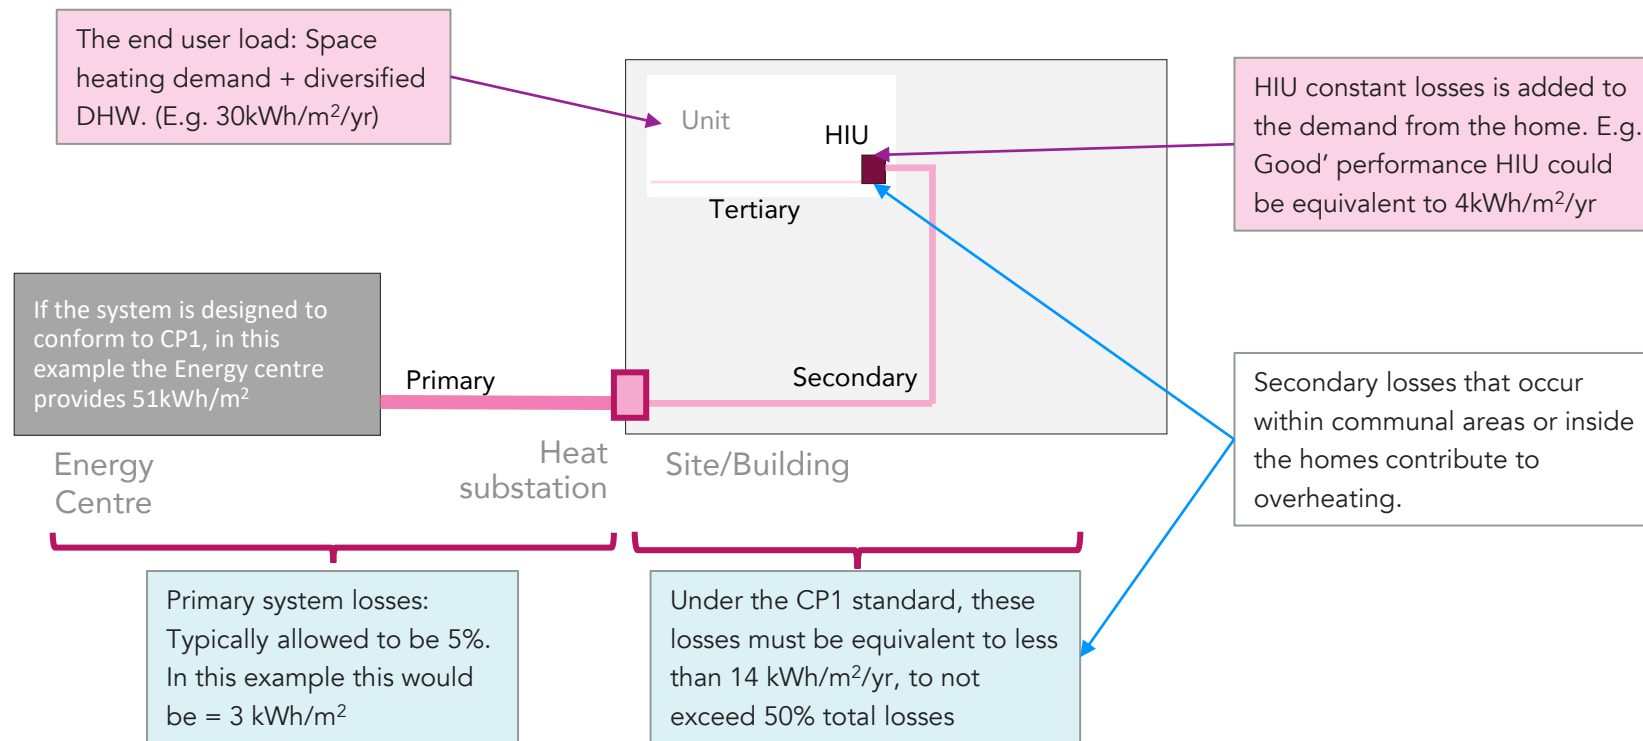 The end user load: Space
heating demand + diversified
DHW. (E.g. 30kWh/m²/yr)
Unit
HIU
Tertiary
HIU constant losses is added to
the demand from the home. E.g.
Good’ performance HIU could
be equivalent to 4kWh/m²/yr
If the system is designed to
conform to CP1, in this
example the Energy centre
provides 51kWh/m²
Primary
Secondary
Secondary losses that occur
within communal areas or inside
the homes contribute to
overheating.
Energy
Centre
Heat
substation
Site/Building
Primary system losses:
Typically allowed to be 5%.
In this example this would
be = 3 kWh/m²
Under the CP1 standard, these
losses must be equivalent to less
than 14 kWh/m²/yr, to not
exceed 50% total losses